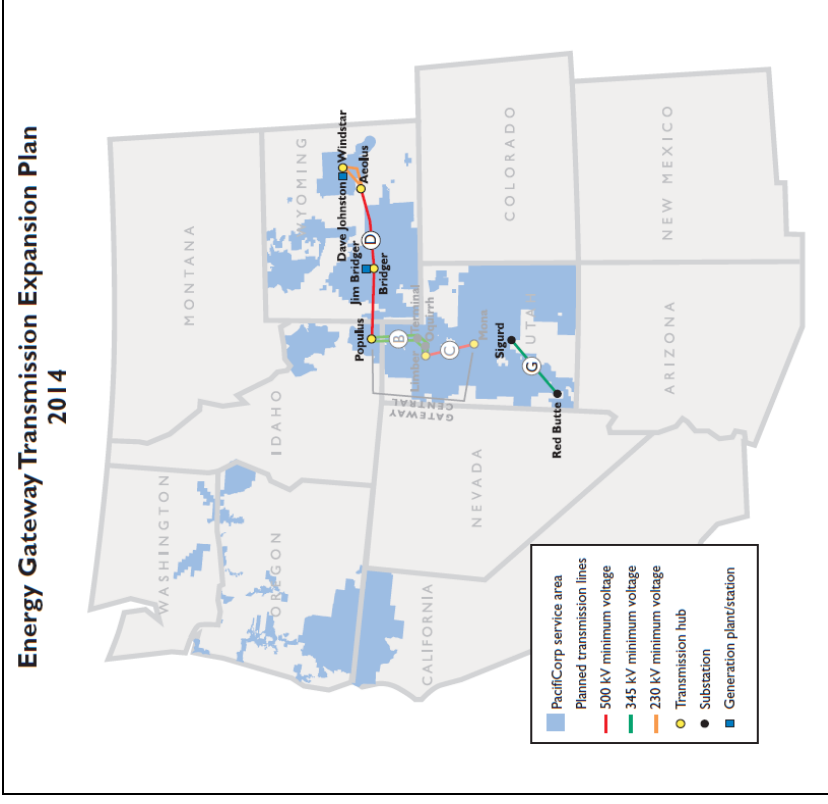 Energy Gateway Transmission Expansion Plan
2014
WASHINGTON
MONTANA
OREGON
IDAHO
WYOMING
Dave Johnston
Windstar
Aeolus
D
Jim Bridger
Bridger
Populus
B
Limber
Terminal
Oquirrh
C
Mona
GATEWAY
CENTRAL
Sigurd
G
Red Butte
CALIFORNIA
NEVADA
UTAH
COLORADO
ARIZONA
NEW MEXICO
PacifiCorp service area
Planned transmission lines
500 kV minimum voltage
345 kV minimum voltage
230 kV minimum voltage
Transmission hub
Substation
Generation plant/station